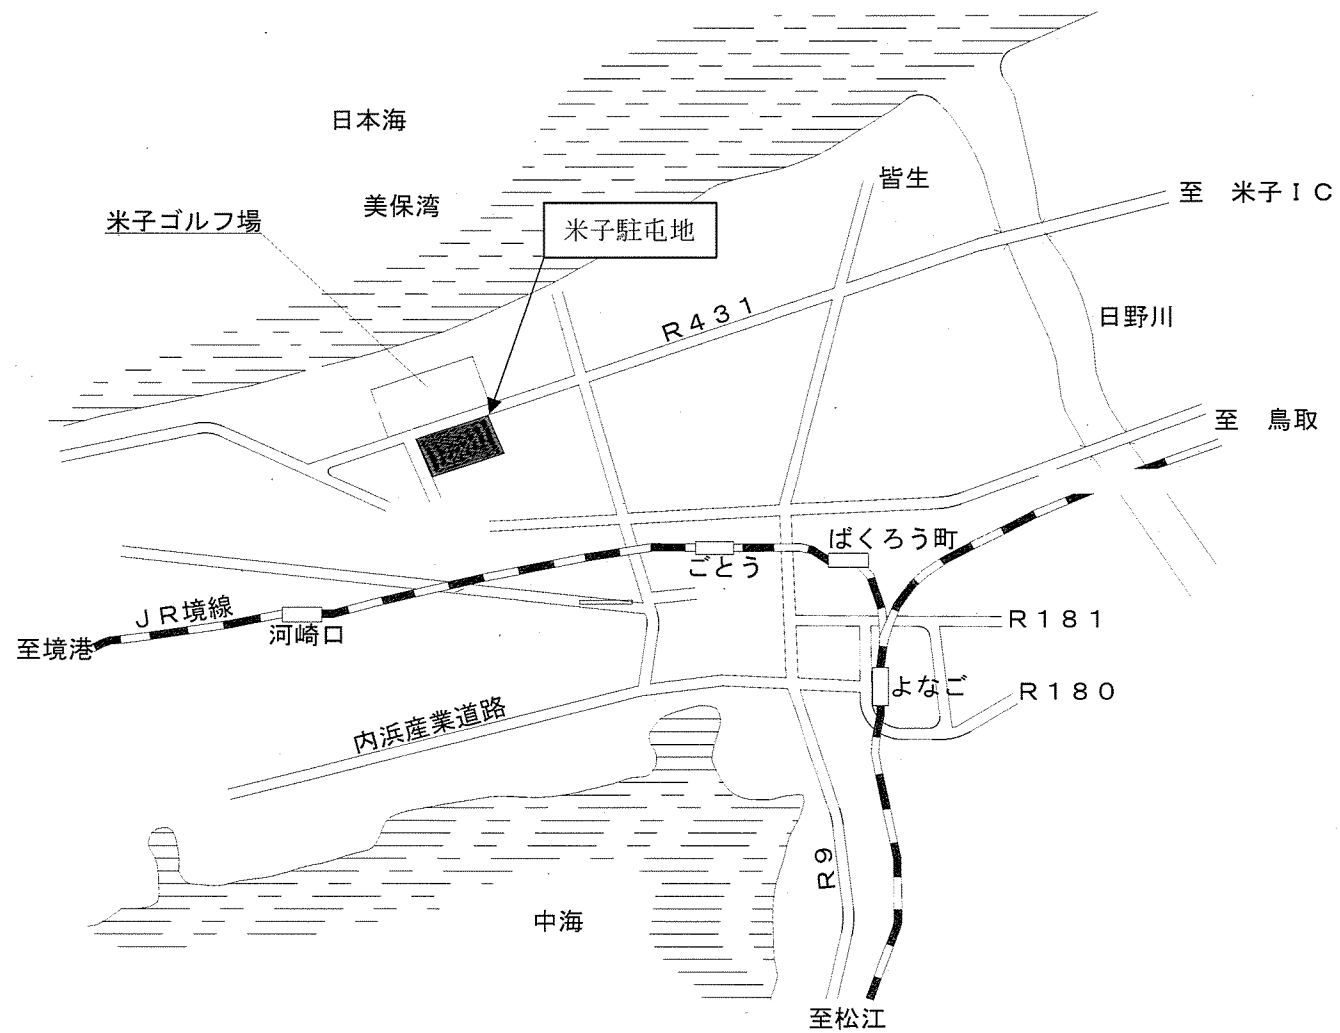 日本海
美保湾
皆生
至　米子ＩＣ
米子ゴルフ場
米子駐屯地
Ｒ４３１
日野川
至　鳥取
ばくろう町
ごとう
ＪＲ境線
河崎口
至境港
Ｒ１８１
よなご
Ｒ１８０
内浜産業道路
Ｒ９
中海
至松江